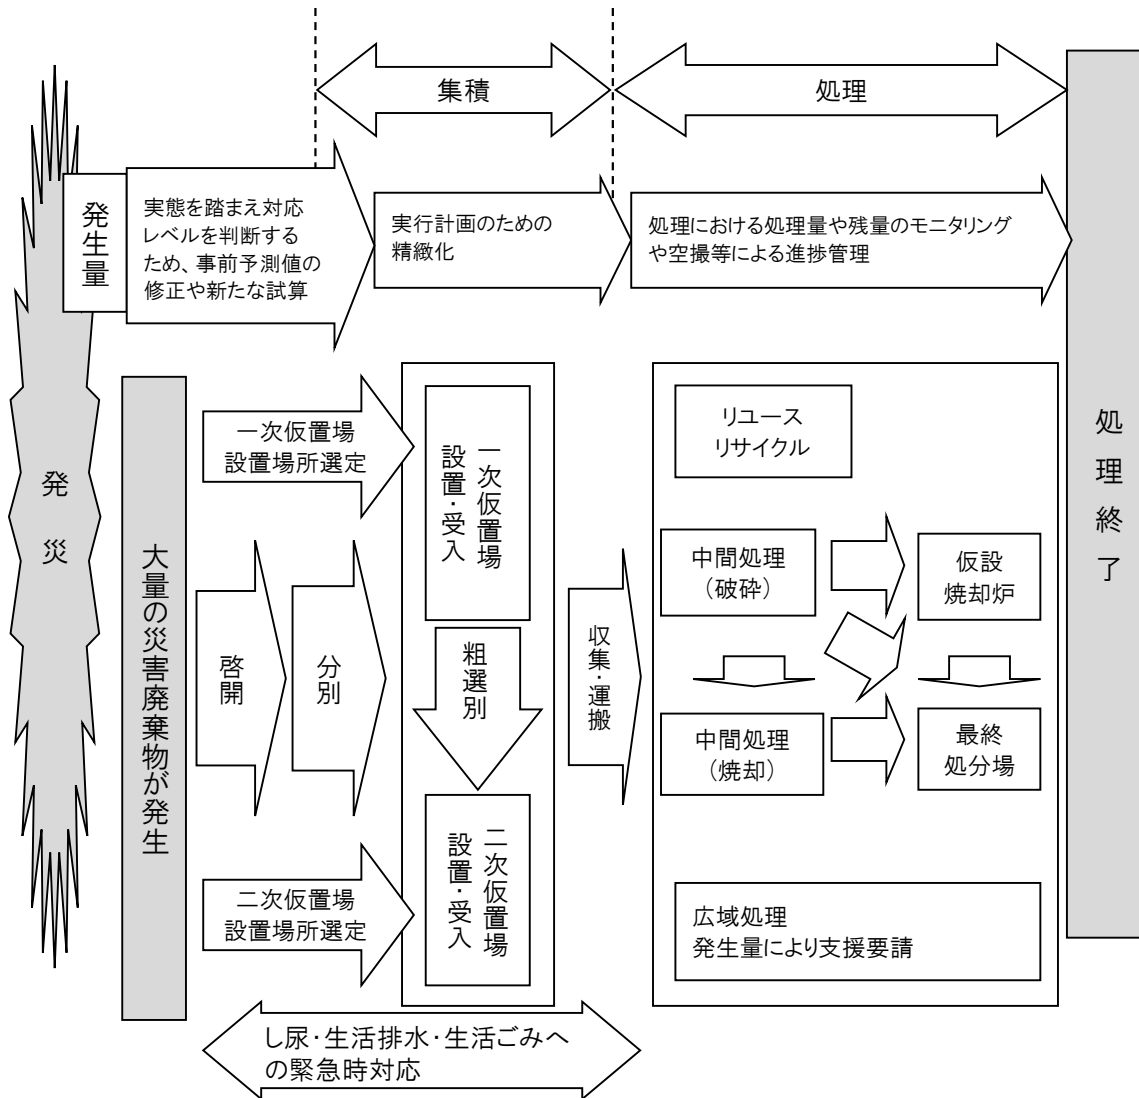 集積
処理
発生量
実態を踏まえ対応
レベルを判断する
ため、事前予測値の
修正や新たな試算
実行計画のための
精緻化
処理における処理量や残量のモニタリング
や空撮等による進捗管理
発災
大量の災害廃棄物が発生
一次仮置場
設置場所選定
啓開
分別
二次仮置場
設置場所選定
一次仮置場
設置・受入
粗選別
二次仮置場
設置・受入
収集・運搬
リユース
リサイクル
中間処理
（破砕）
仮設
焼却炉
中間処理
（焼却）
最終
処分場
広域処理
発生量により支援要請
処理終了
し尿・生活排水・生活ごみへ
の緊急時対応